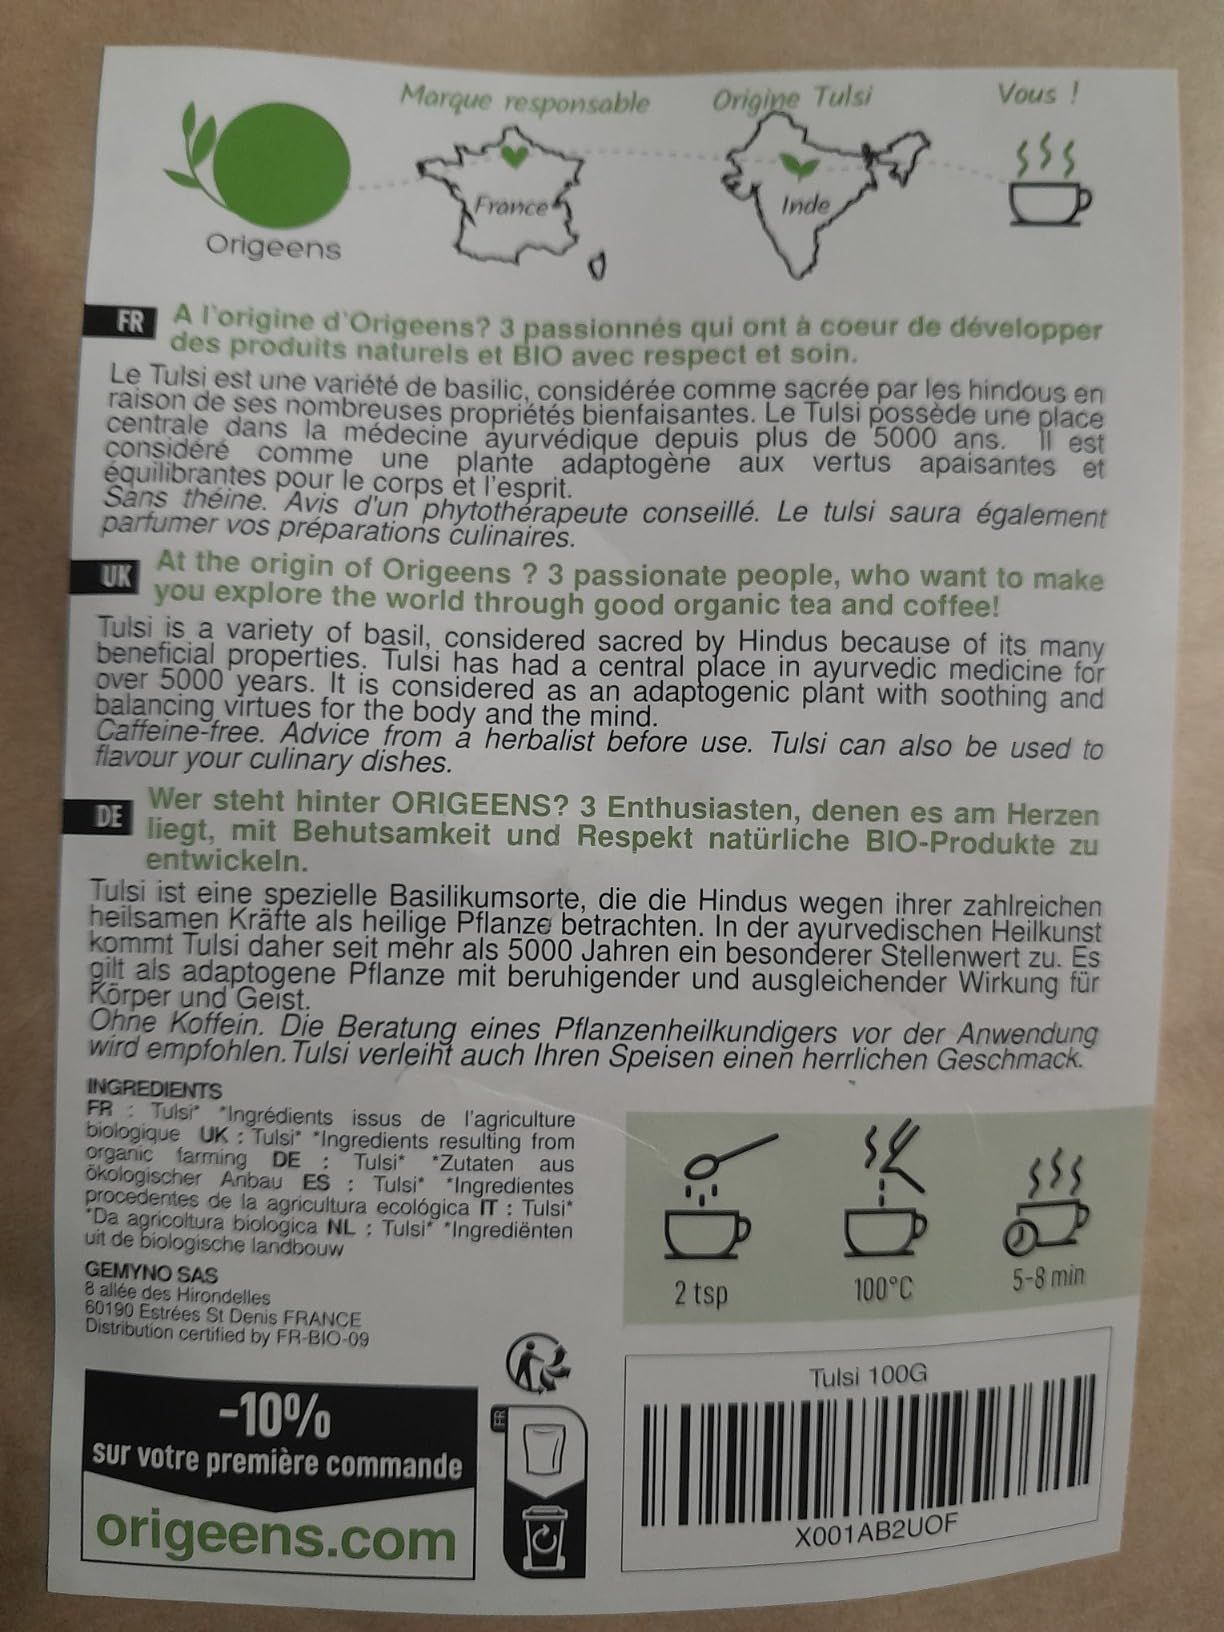 Marque responsable
Origine Tulsi
Vous !
France
Inde
Origeens
FR
A l'origine d'Origeens? 3 passionnés qui ont à coeur de développer
des produits naturels et BIO avec respect et soin.
Le Tulsi est une variété de basilic, considérée comme sacrée par les hindous en
raison de ses nombreuses propriétés bienfaisantes. Le Tulsi possède une place
centrale dans la médecine ayurvédique depuis plus de 5000 ans. Il est
considéré comme une plante adaptogène aux vertus apaisantes et
équilibrantes pour le corps et l'esprit.
Sans théine. Avis d'un phytothérapeute conseillé. Le tulsi saura également
parfumer vos préparations culinaires.
UK
At the origin of Origeens ? 3 passionate people, who want to make
you explore the world through good organic tea and coffee!
Tulsi is a variety of basil, considered sacred by Hindus because of its many
beneficial properties. Tulsi has had a central place in ayurvedic medicine for
over 5000 years. It is considered as an adaptogenic plant with soothing and
balancing virtues for the body and the mind.
Caffeine-free. Advice from a herbalist before use. Tulsi can also be used to
flavour your culinary dishes.
DE
Wer steht hinter ORIGEENS? 3 Enthusiasten, denen es am Herzen
liegt, mit Behutsamkeit und Respekt natürliche BIO-Produkte zu
entwickeln.
Tulsi ist eine spezielle Basilikumsorte, die die Hindus wegen ihrer zahlreichen
heilsamen Kräfte als heilige Pflanze betrachten. In der ayurvedischen Heilkunst
kommt Tulsi daher seit mehr als 5000 Jahren ein besonderer Stellenwert zu. Es
gilt als adaptogene Pflanze mit beruhigender und ausgleichender Wirkung für
Körper und Geist.
Ohne Koffein. Die Beratung eines Pflanzenheilkundigers vor der Anwendung
wird empfohlen. Tulsi verleiht auch Ihren Speisen einen herrlichen Geschmack.
INGREDIENTS
FR : Tulsi* *Ingrédients issus de l'agriculture
biologique UK : Tulsi* *Ingredients resulting from
organic farming DE : Tulsi* *Zutaten aus
ökologischer Anbau ES : Tulsi* *Ingredientes
procedentes de la agricultura ecológica IT : Tulsi*
*Da agricoltura biologica NL : Tulsi* *Ingrediënten
uit de biologische landbouw
GEMYNO SAS
8 allée des Hirondelles
60190 Estrées St Denis FRANCE
Distribution certified by FR-BIO-09
2 tsp
100°C
5-8 min
-10%
sur votre première commande
origeens.com
FR
Tulsi 100G
X001AB2UOF